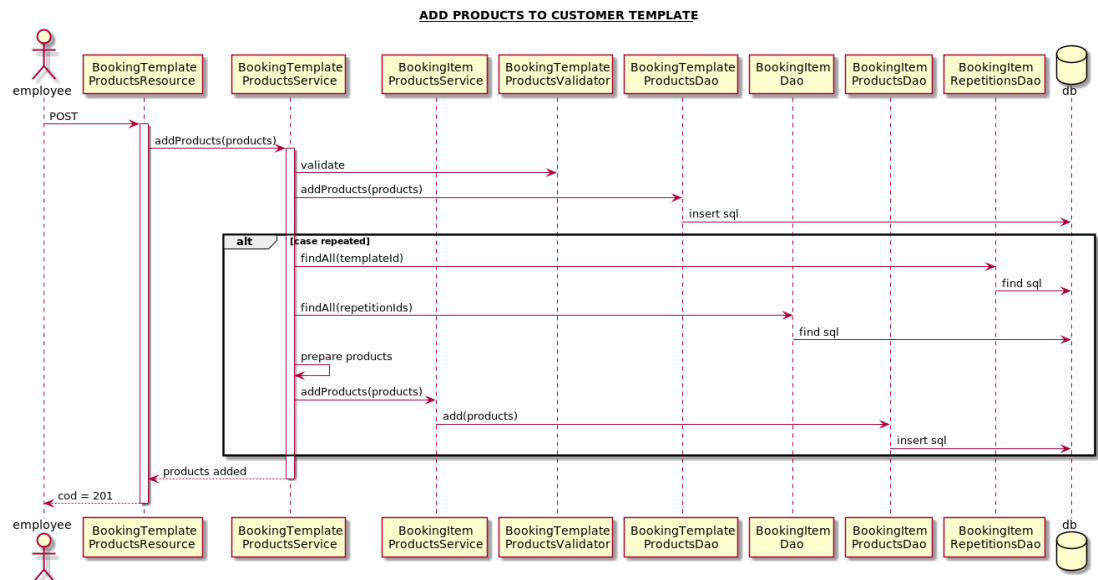 ADD PRODUCTS TO CUSTOMER TEMPLATE
employee
BookingTemplate
ProductsResource
BookingTemplate
ProductsService
BookingItem
ProductsService
BookingTemplate
ProductsValidator
BookingTemplate
ProductsDao
BookingItem
Dao
BookingItem
ProductsDao
BookingItem
RepetitionsDao
db
POST
addProducts(products)
validate
addProducts(products)
insert sql
alt [case repeated]
findAll(templateId)
find sql
findAll(repetitionIds)
find sql
prepare products
addProducts(products)
add(products)
insert sql
products added
cod = 201
employee
BookingTemplate
ProductsResource
BookingTemplate
ProductsService
BookingItem
ProductsService
BookingTemplate
ProductsValidator
BookingTemplate
ProductsDao
BookingItem
Dao
BookingItem
ProductsDao
BookingItem
RepetitionsDao
db